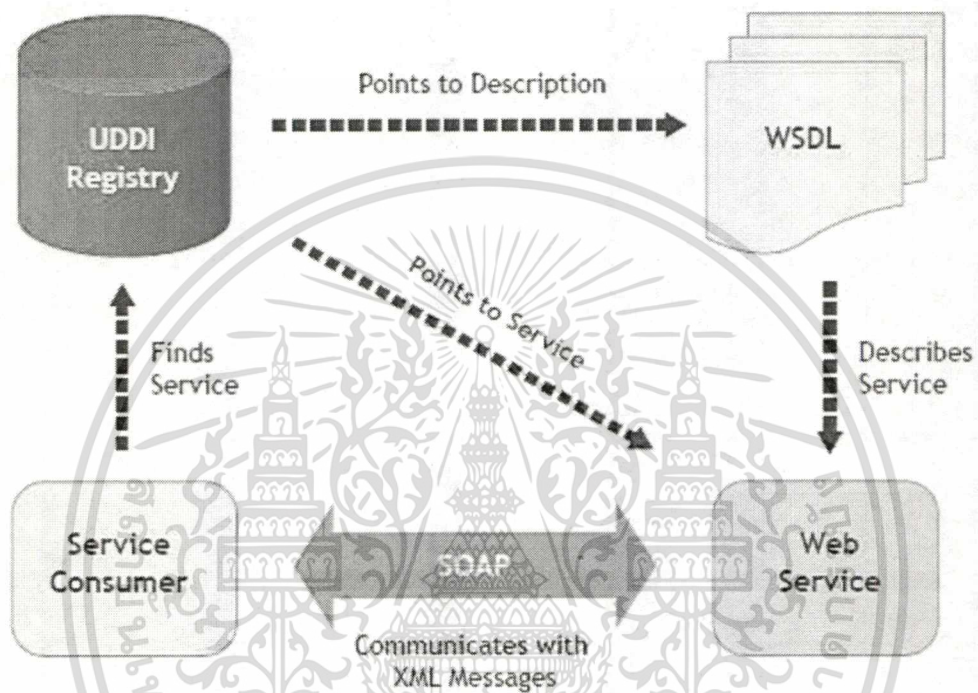 Points to Description
UDDI
Registry
WSDL
Points to Service
Finds
Service
Describes
Service
Service
Consumer
SOAP
Web
Service
Communicates with
XML Messages